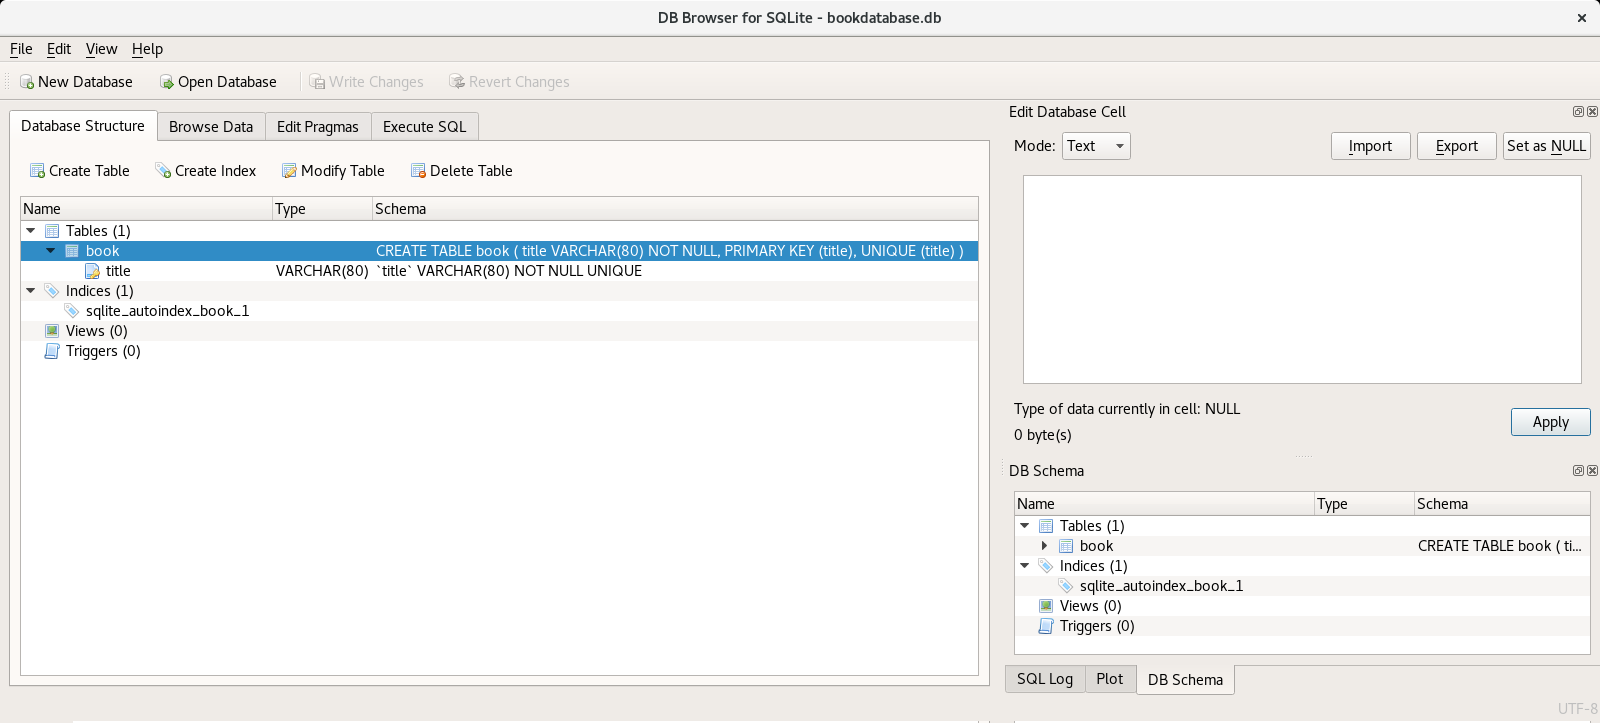 DB Browser for SQLite - bookdatabase.db
File Edit View Help
New Database Open Database Write Changes Revert Changes
Database Structure Browse Data Edit Pragmas Execute SQL
Create Table Create Index Modify Table Delete Table
Name Type Schema
Tables (1)
book CREATE TABLE book ( title VARCHAR(80) NOT NULL, PRIMARY KEY (title), UNIQUE (title) )
title VARCHAR(80) `title` VARCHAR(80) NOT NULL UNIQUE
Indices (1)
sqlite_autoindex_book_1
Views (0)
Triggers (0)
Edit Database Cell
Mode: Text Import Export Set as NULL
Type of data currently in cell: NULL
0 byte(s)
Apply
DB Schema
Name Type Schema
Tables (1)
book CREATE TABLE book ( ti...
Indices (1)
sqlite_autoindex_book_1
Views (0)
Triggers (0)
SQL Log Plot DB Schema
UTF-8